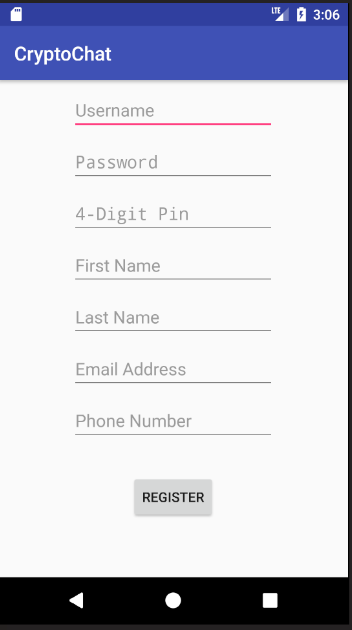 LTE 3:06
CryptoChat
Username
Password
4-Digit Pin
First Name
Last Name
Email Address
Phone Number
REGISTER